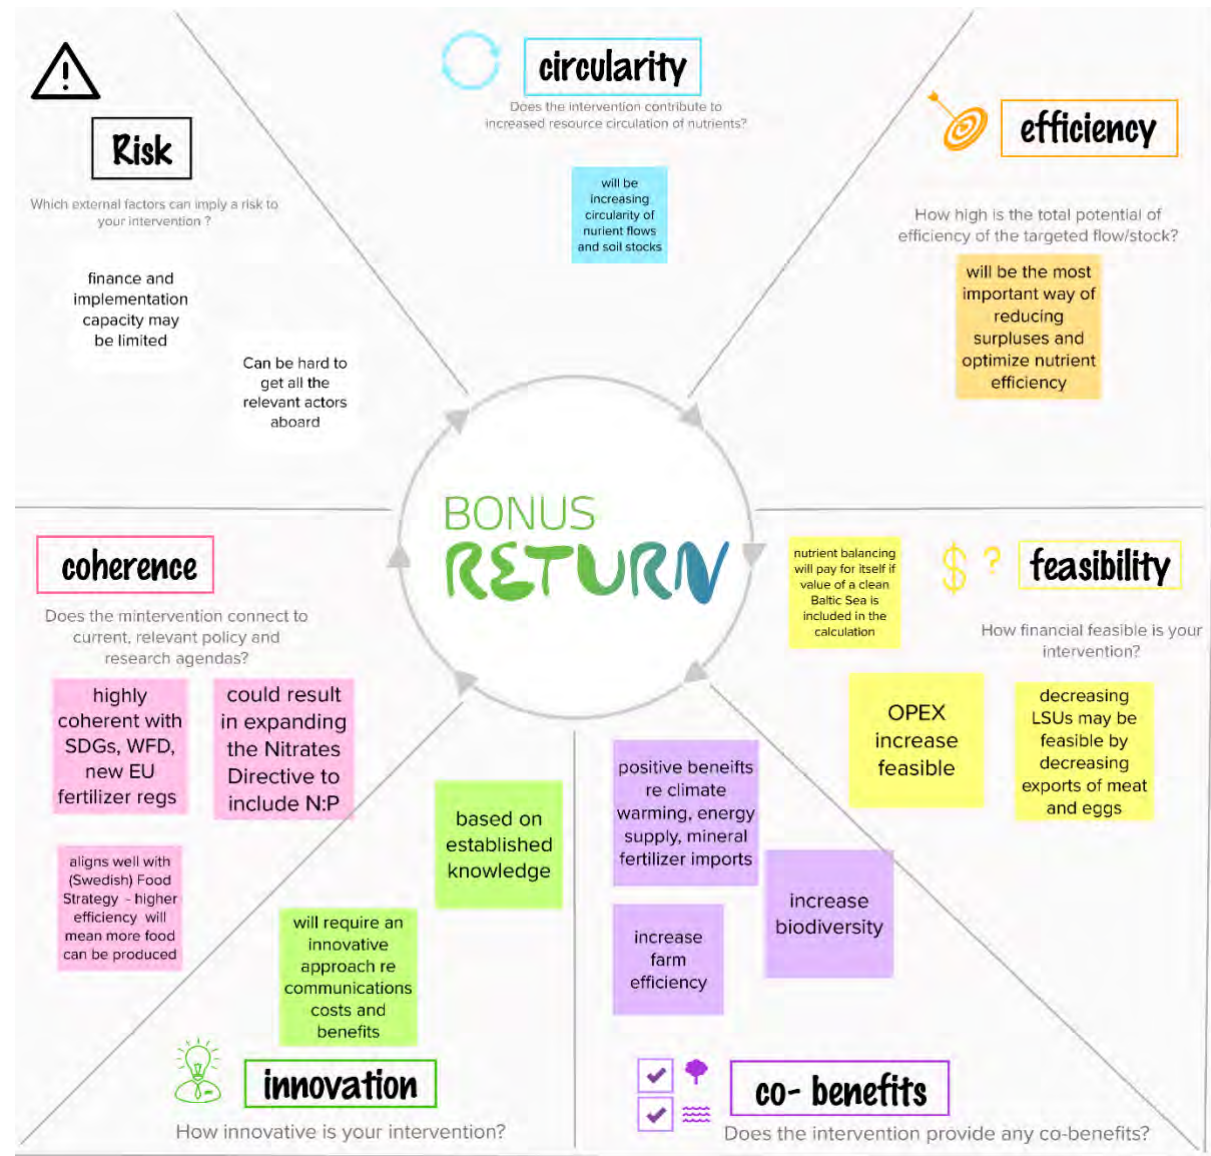 Risk
Which external factors can imply a risk to
your intervention ?
finance and
implementation
capacity may
be limited
Can be hard to
get all the
relevant actors
aboard
circularity
Does the intervention contribute to
increased resource circulation of nutrients?
will be
increasing
circularity of
nurient flows
and soil stocks
efficiency
How high is the total potential of
efficiency of the targeted flow/stock?
will be the most
important way of
reducing
surpluses and
optimize nutrient
efficiency
BONUS
RETURN
coherence
Does the mintervention connect to
current, relevant policy and
research agendas?
highly
coherent with
SDGs, WFD,
new EU
fertilizer regs
could result
in expanding
the Nitrates
Directive to
include N:P
aligns well with
(Swedish) Food
Strategy - higher
efficiency will
mean more food
can be produced
nutrient balancing
will pay for itself if
value of a clean
Baltic Sea is
included in the
calculation
$ ?
feasibility
How financial feasible is your
intervention?
OPEX
increase
feasible
decreasing
LSUs may be
feasible by
decreasing
exports of meat
and eggs
based on
established
knowledge
will require an
innovative
approach re
communications
costs and
benefits
innovation
How innovative is your intervention?
positive beneifts
re climate
warming, energy
supply, mineral
fertilizer imports
increase
biodiversity
increase
farm
efficiency
co- benefits
Does the intervention provide any co-benefits?